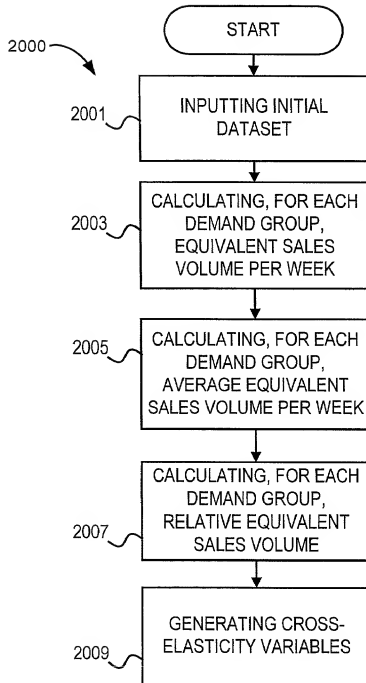 2000
START
2001
INPUTTING INITIAL
DATASET
2003
CALCULATING, FOR EACH
DEMAND GROUP,
EQUIVALENT SALES
VOLUME PER WEEK
2005
CALCULATING, FOR EACH
DEMAND GROUP,
AVERAGE EQUIVALENT
SALES VOLUME PER WEEK
2007
CALCULATING, FOR EACH
DEMAND GROUP,
RELATIVE EQUIVALENT
SALES VOLUME
2009
GENERATING CROSS-
ELASTICITY VARIABLES